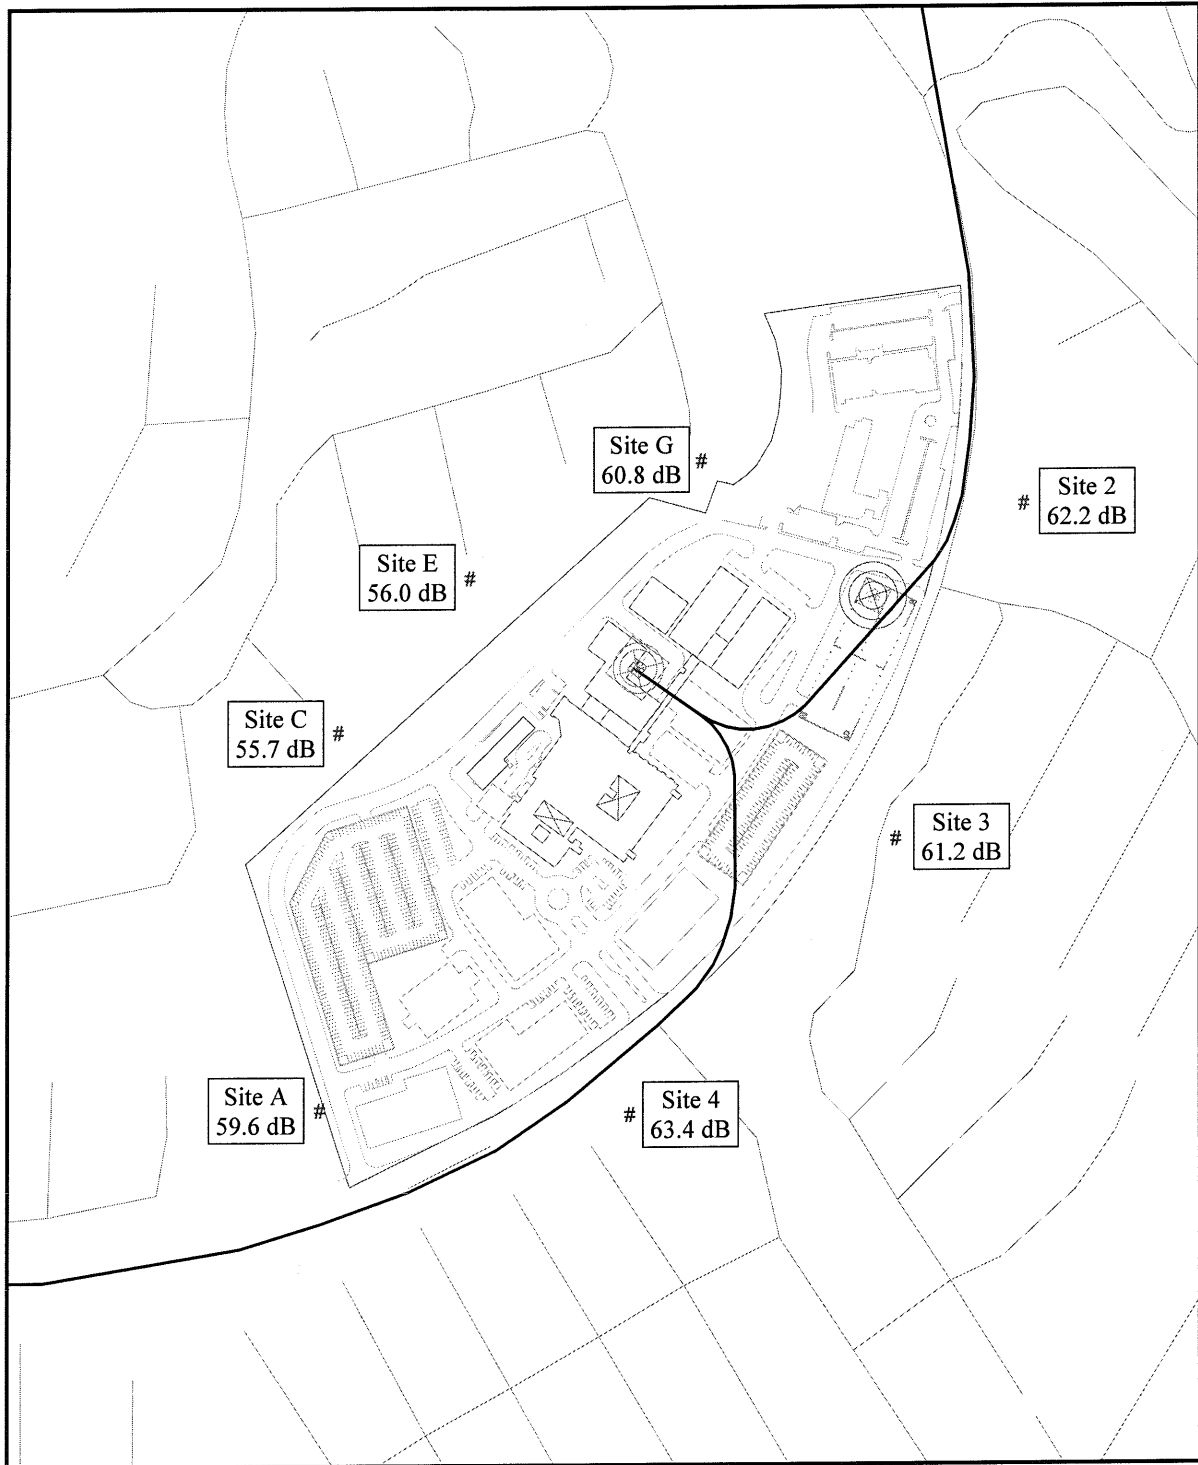 Site G
60.8 dB
#
#
Site 2
62.2 dB
Site E
56.0 dB
#
Site C
55.7 dB
#
#
Site 3
61.2 dB
Site A
59.6 dB
#
#
Site 4
63.4 dB